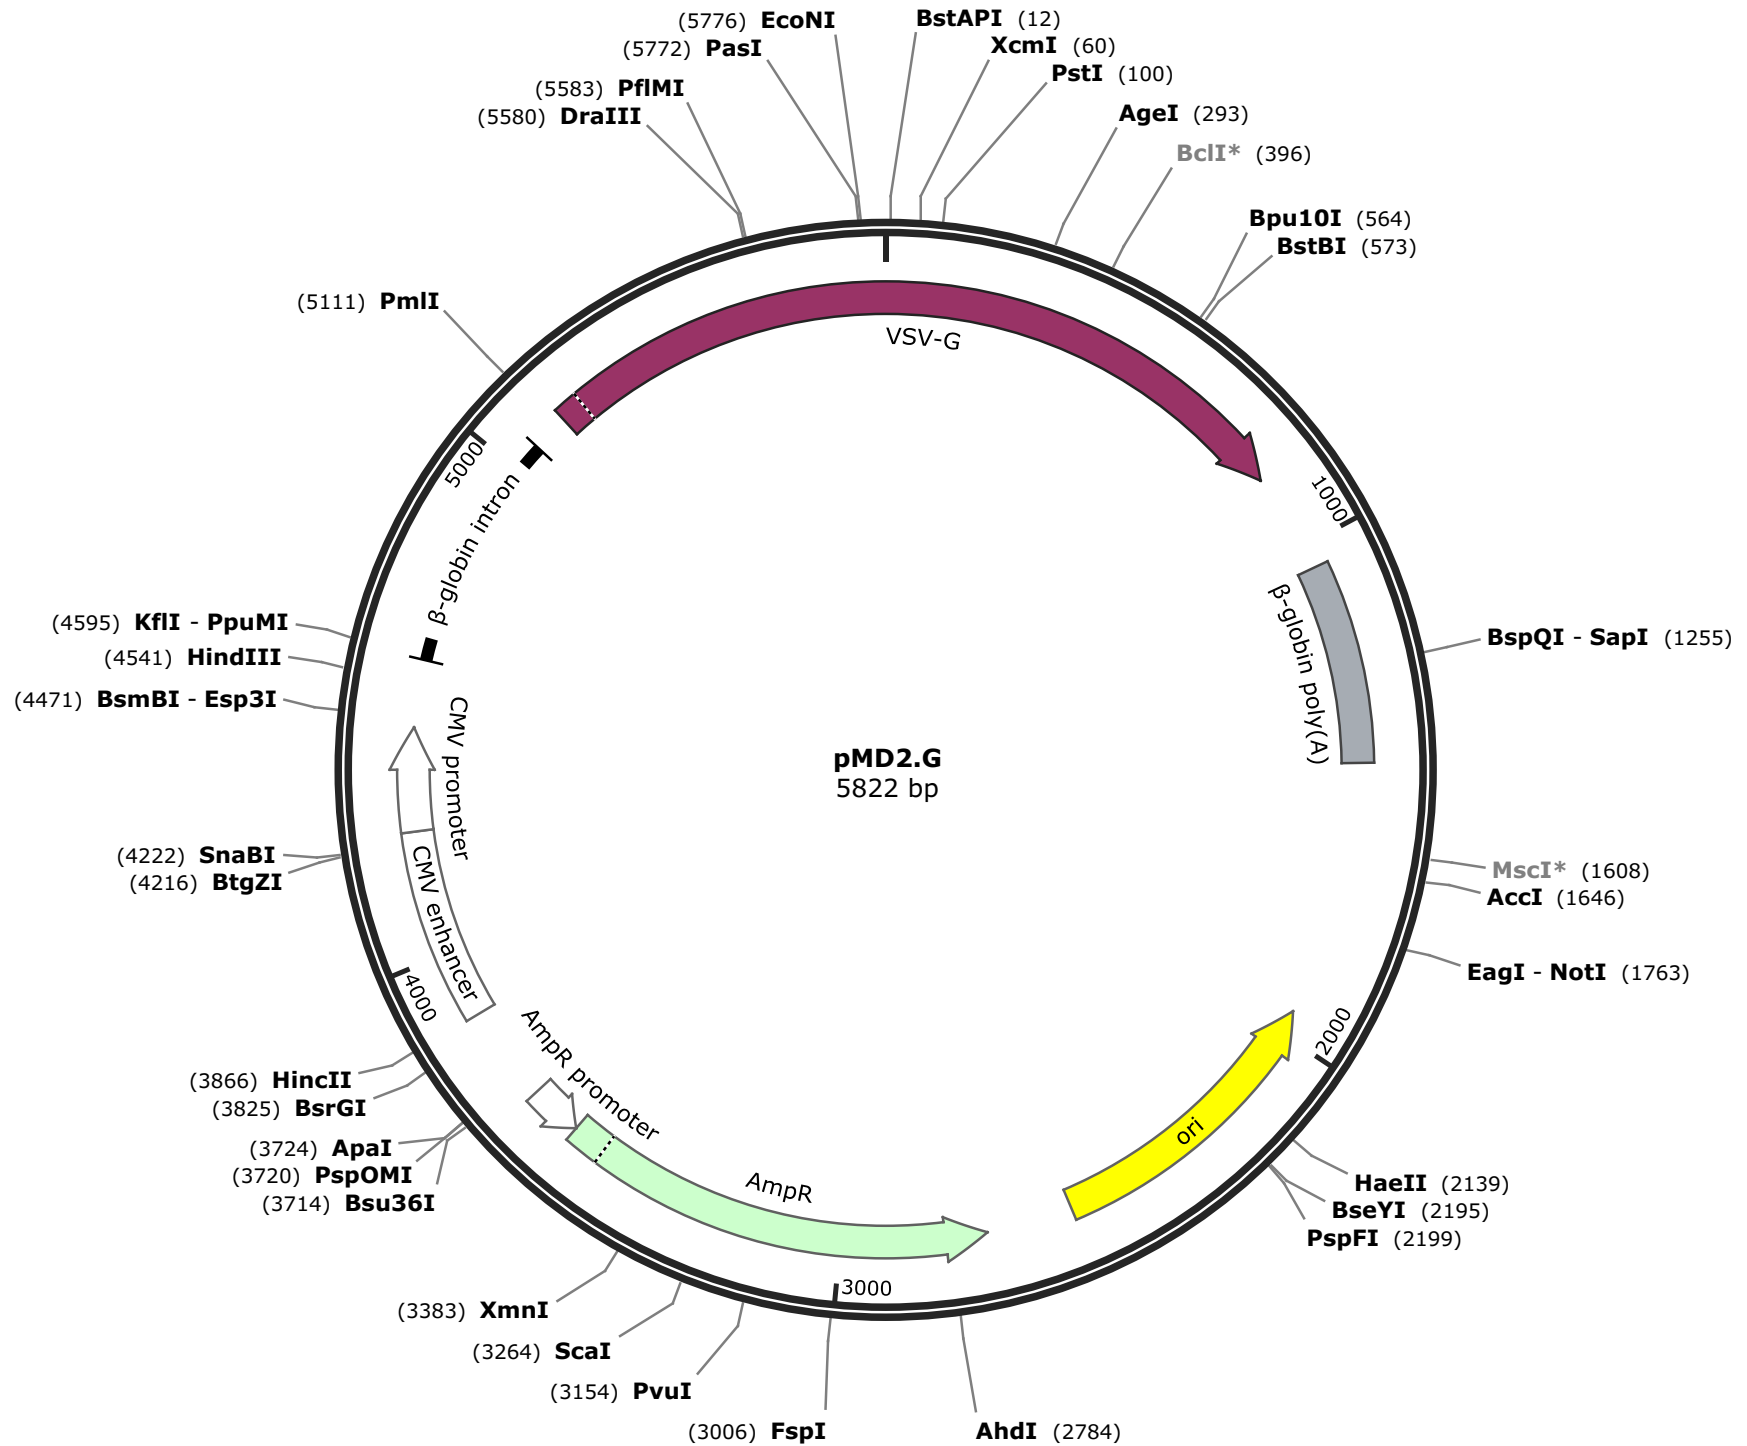 (5776) EcoNI
BstAPI (12)
(5772) PasI
XcmI (60)
PstI (100)
(5583) PflMI
(5580) DraIII
AgeI (293)
BclI* (396)
Bpu10I (564)
BstBI (573)
(5111) PmlI
VSV-G
5000
1000
β-globin intron
β-globin poly(A)
(4595) KflI - PpuMI
BspQI - SapI (1255)
(4541) HindIII
(4471) BsmBI - Esp3I
CMV promoter
pMD2.G
5822 bp
(4222) SnaBI
(4216) BtgZI
CMV enhancer
MscI* (1608)
AccI (1646)
EagI - NotI (1763)
4000
2000
AmpR promoter
(3866) HincII
(3825) BsrGI
ori
(3724) ApaI
(3720) PspOMI
(3714) Bsu36I
AmpR
HaeII (2139)
BseYI (2195)
PspFI (2199)
3000
(3383) XmnI
(3264) ScaI
(3154) PvuI
(3006) FspI
AhdI (2784)